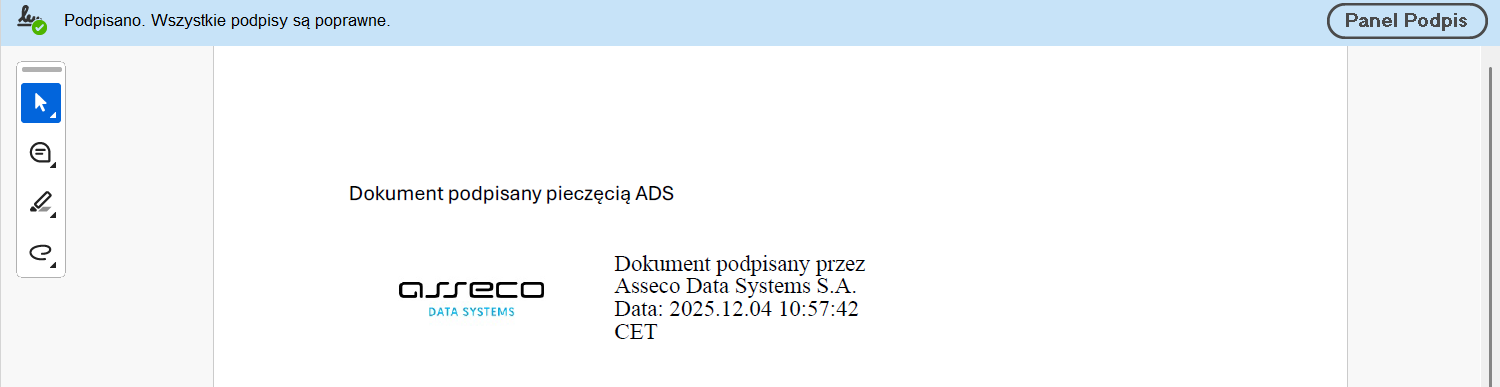 Podpisano. Wszystkie podpisy są poprawne.
Panel Podpis
Dokument podpisany pieczęcią ADS
asseco
DATA SYSTEMS
Dokument podpisany przez
Asseco Data Systems S.A.
Data: 2025.12.04 10:57:42
CET